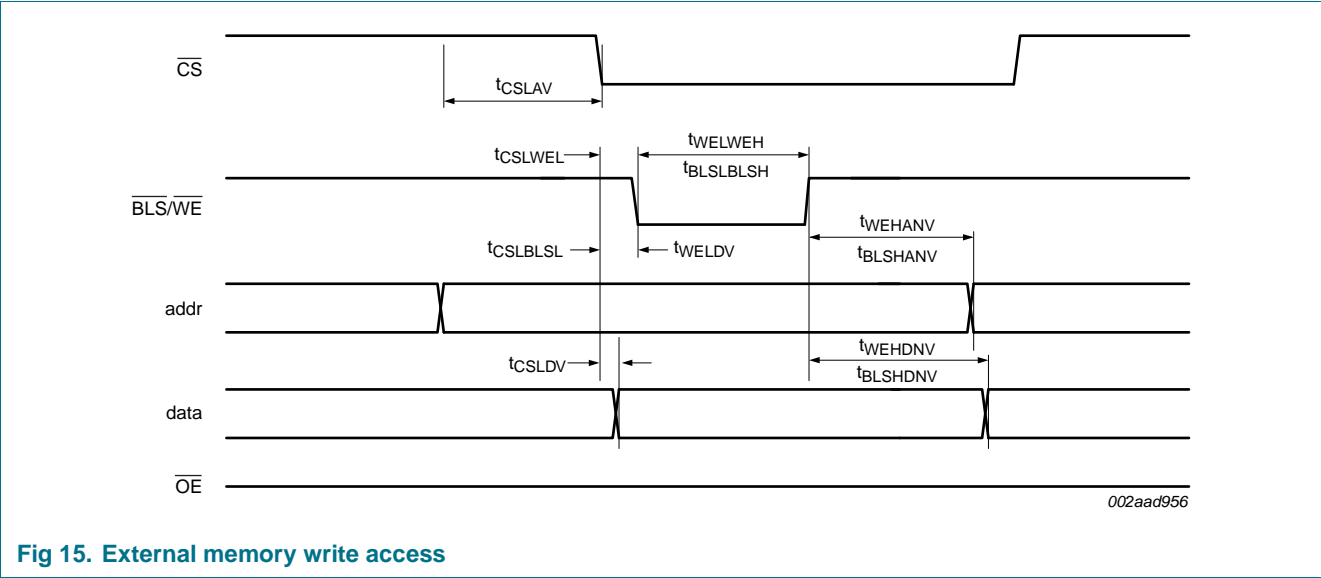 CS
tCSLAV
tCSLWEL
tWELWEH
tBLSLBLSH
BLS/WE
tCSLBLSL
tWELDV
tWEHANV
tBLSHANV
addr
tCSLDV
tWEHDNV
tBLSHDNV
data
OE
002aad956
Fig 15. External memory write access